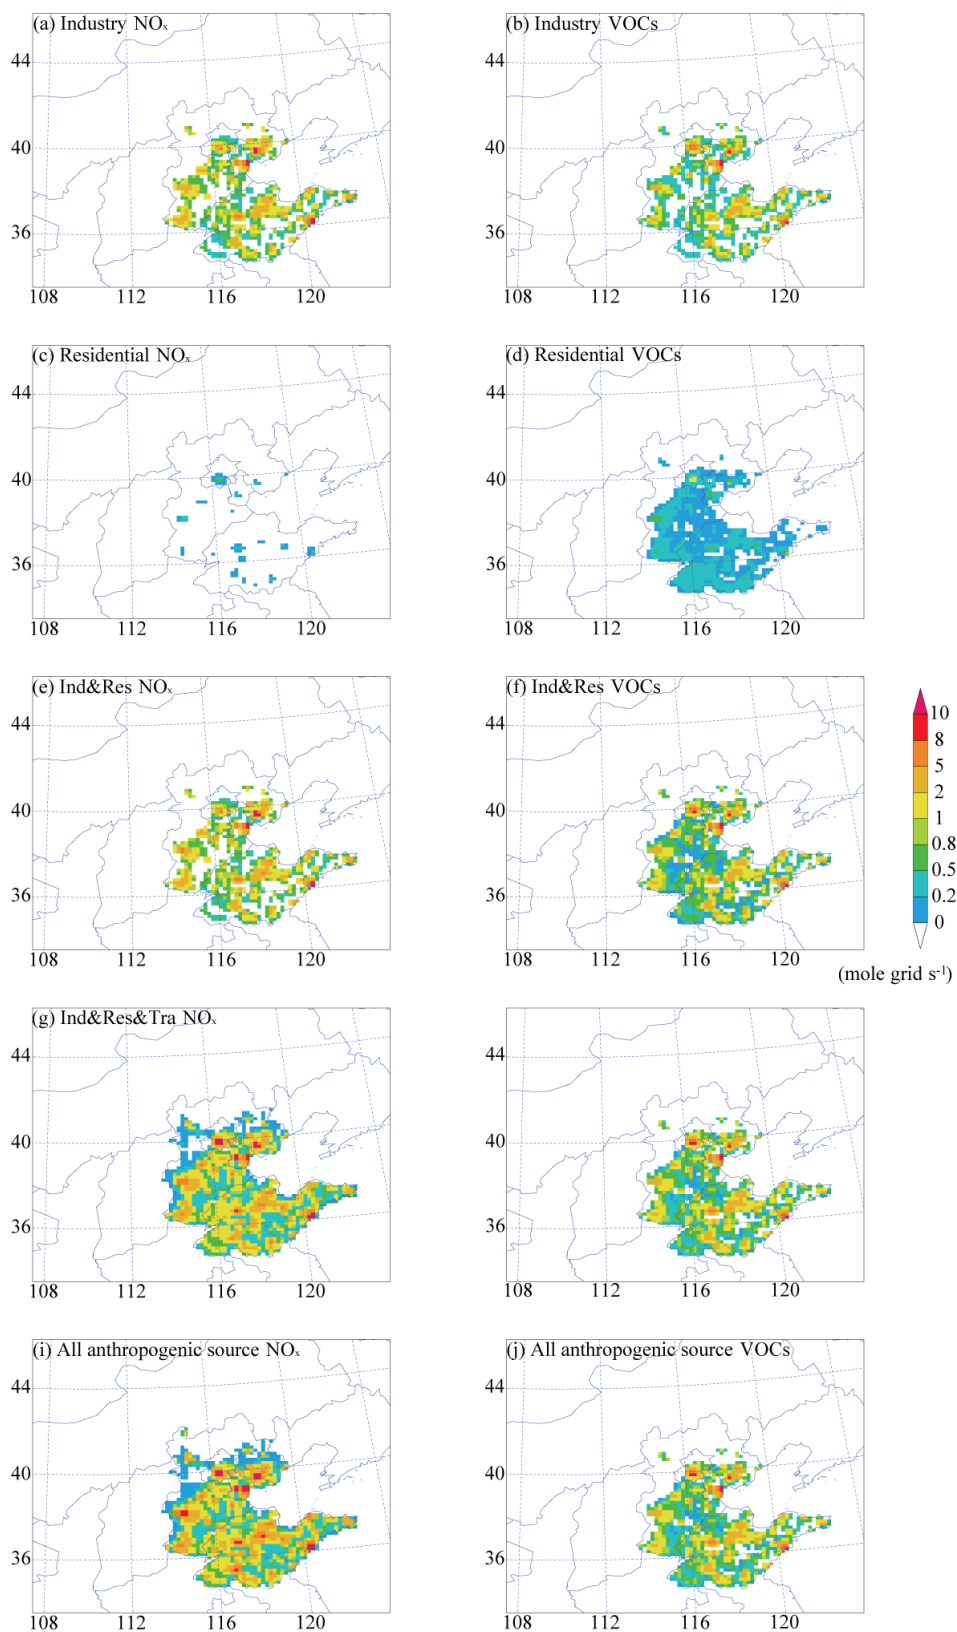 (a) Industry NOₓ
(b) Industry VOCs
44
40
36
108 112 116 120
44
40
36
108 112 116 120
(c) Residential NOₓ
(d) Residential VOCs
44
40
36
108 112 116 120
44
40
36
108 112 116 120
(e) Ind&Res NOₓ
(f) Ind&Res VOCs
44
40
36
108 112 116 120
44
40
36
108 112 116 120
10
8
5
2
1
0.8
0.5
0.2
0
(mole grid s⁻¹)
(g) Ind&Res&Tra NOₓ
44
40
36
108 112 116 120
44
40
36
108 112 116 120
(i) All anthropogenic source NOₓ
(j) All anthropogenic source VOCs
44
40
36
108 112 116 120
44
40
36
108 112 116 120